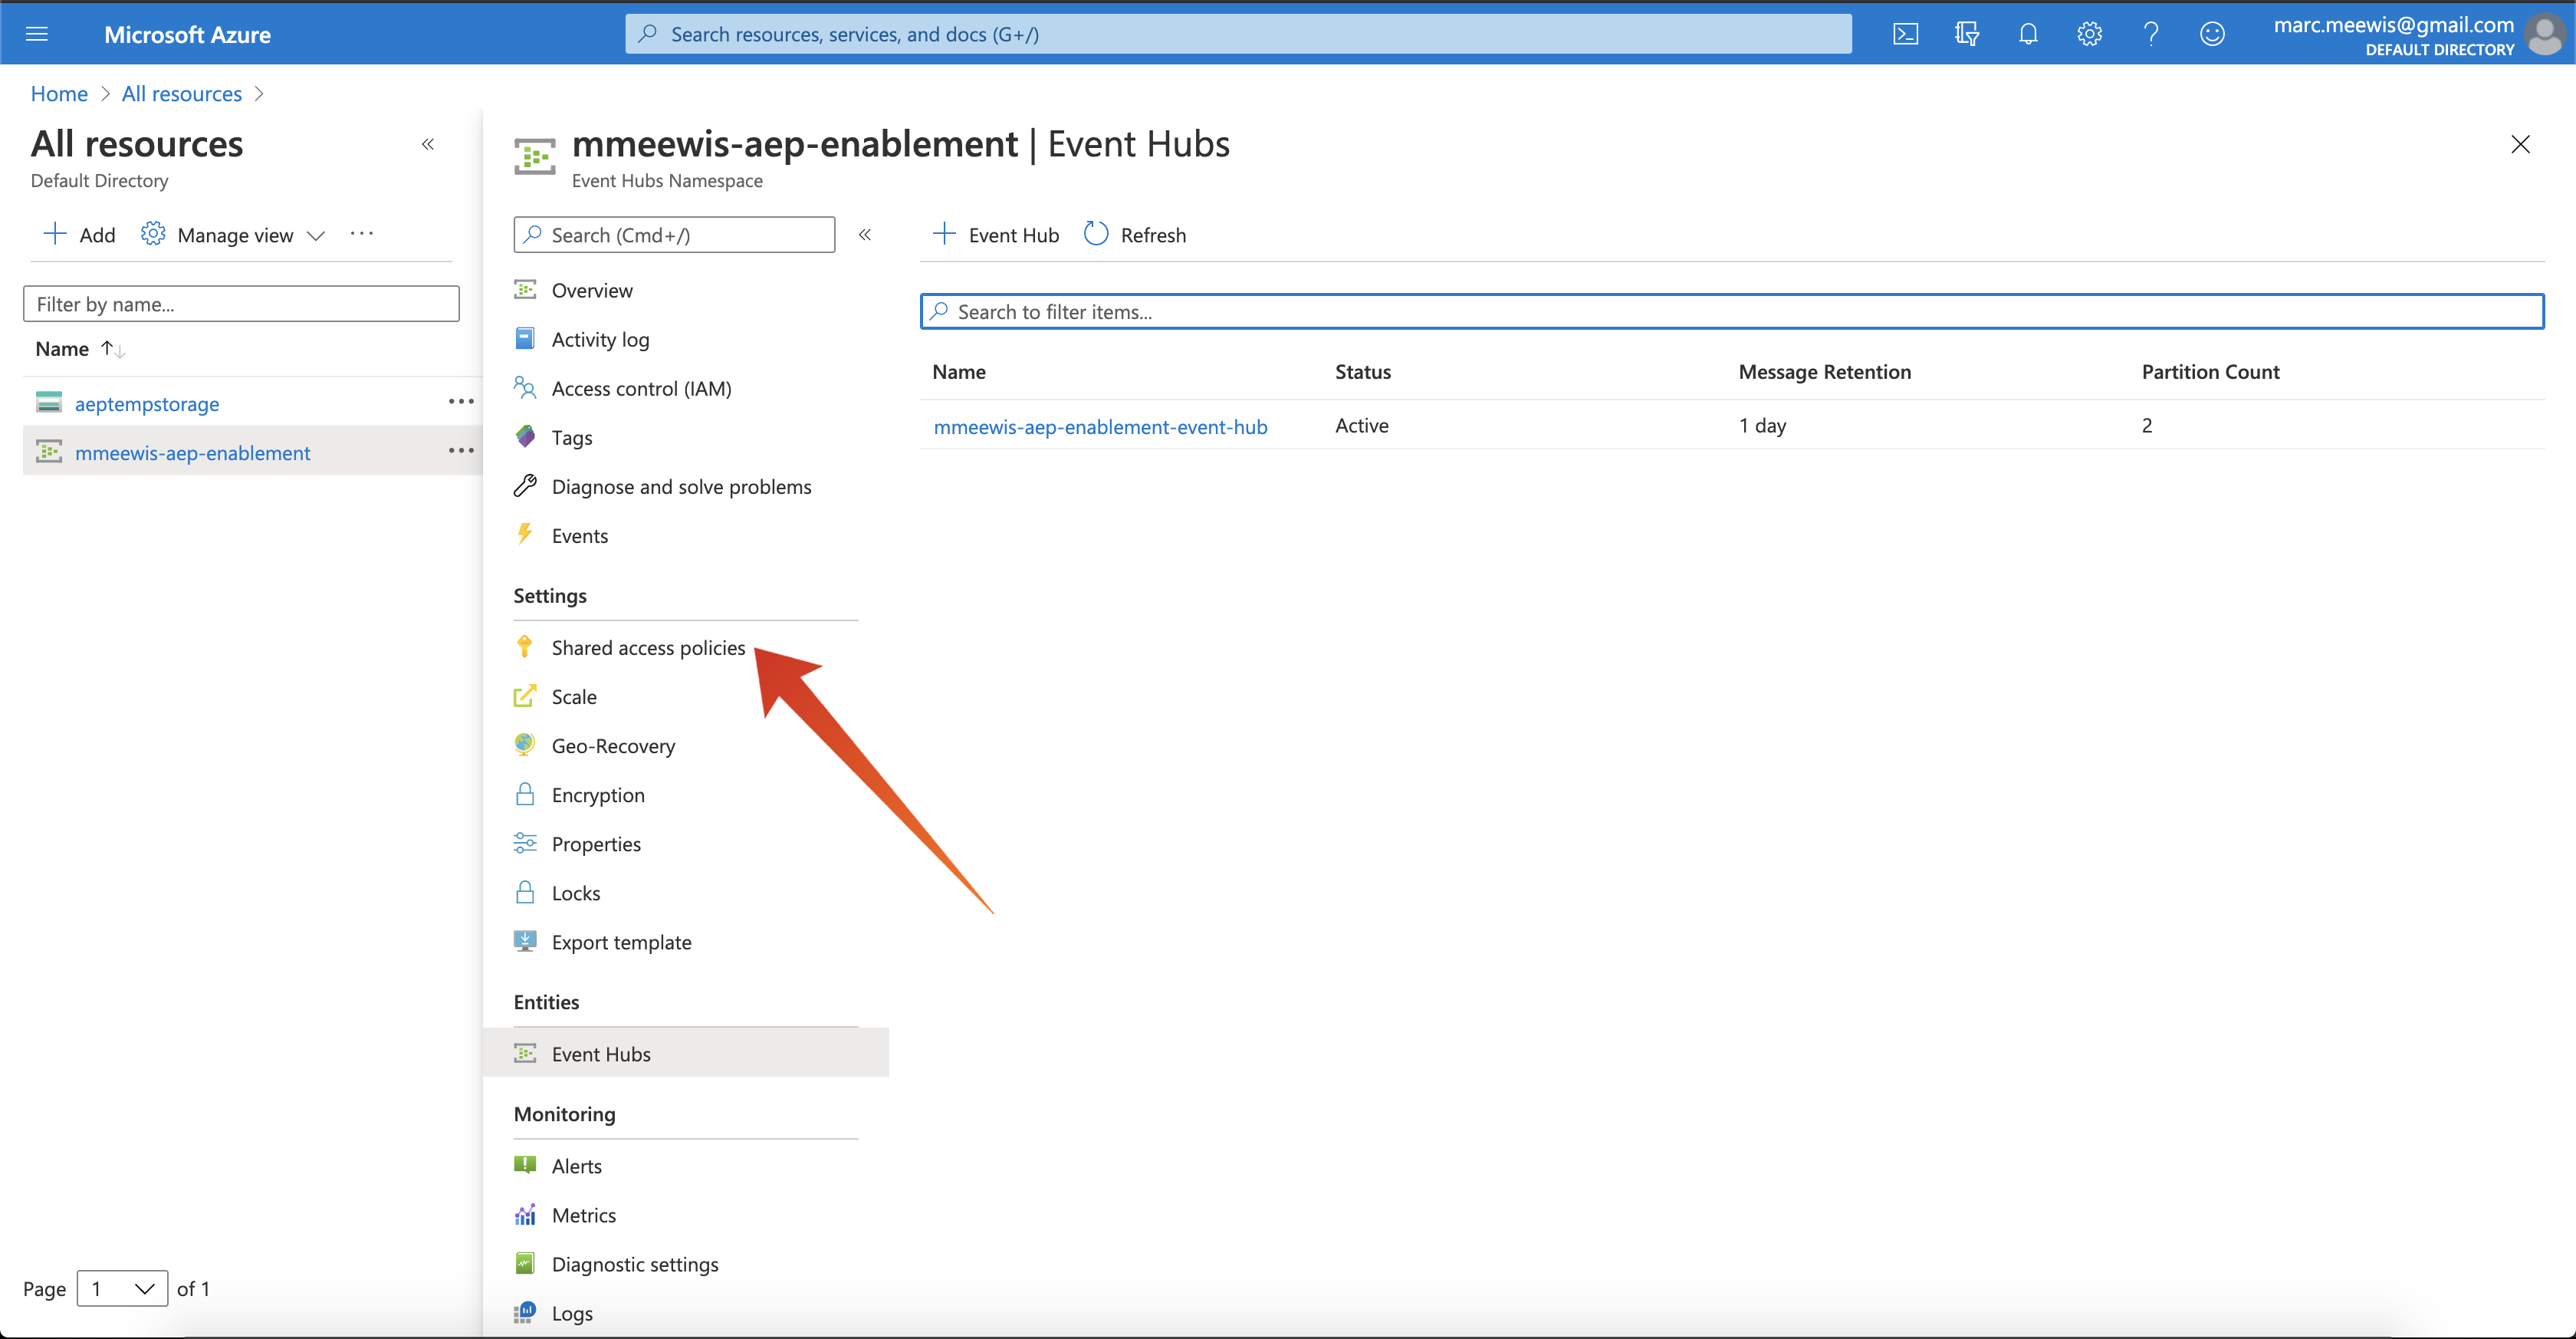 Microsoft Azure
Search resources, services, and docs (G+/)
marc.meewis@gmail.com
DEFAULT DIRECTORY
Home > All resources >
All resources
Default Directory
Add
Manage view
Filter by name...
Name
aeptempstorage
mmeewis-aep-enablement
Page 1 of 1
mmeewis-aep-enablement | Event Hubs
Event Hubs Namespace
Search (Cmd+/)
Overview
Activity log
Access control (IAM)
Tags
Diagnose and solve problems
Events
Settings
Shared access policies
Scale
Geo-Recovery
Encryption
Properties
Locks
Export template
Entities
Event Hubs
Monitoring
Alerts
Metrics
Diagnostic settings
Logs
Event Hub
Refresh
Search to filter items...
Name Status Message Retention Partition Count
mmeewis-aep-enablement-event-hub Active 1 day 2